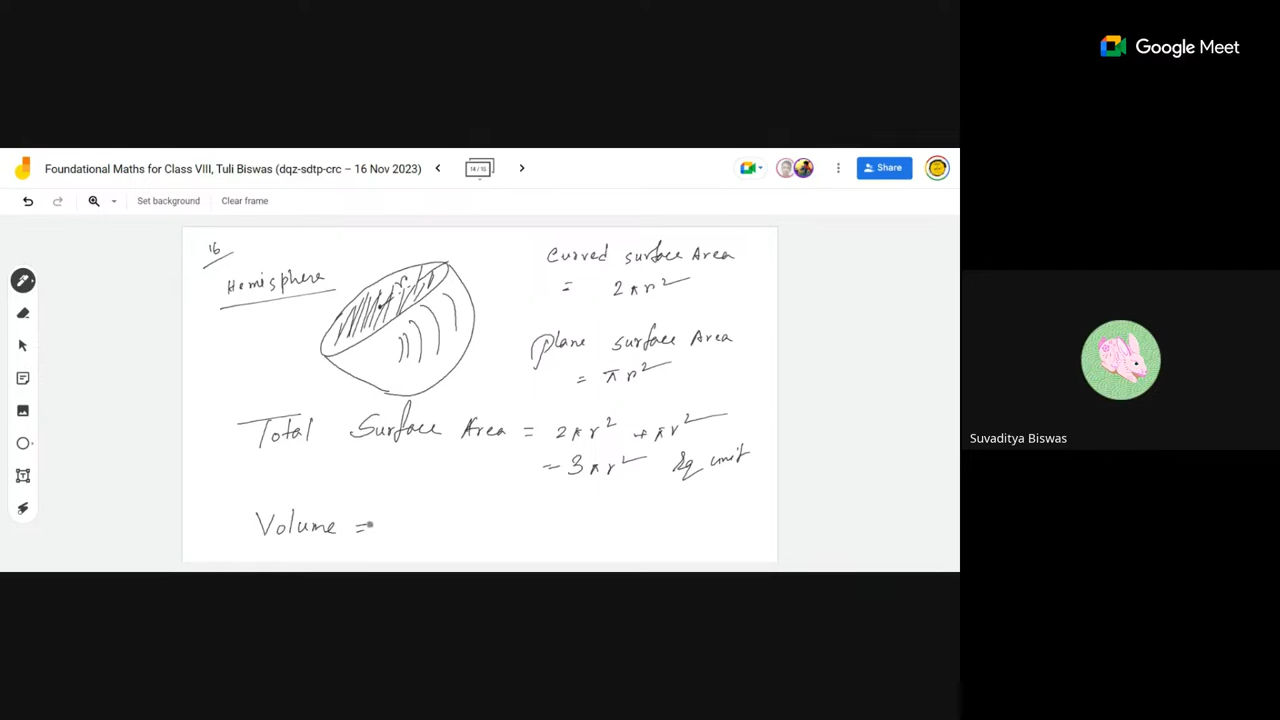 Google Meet
Foundational Maths for Class VIII, Tuli Biswas (dqz-sdtp-crc – 16 Nov 2023)
14 / 15
Share
Set background
Clear frame
16
Hemisphere
r
Curved surface Area
= 2πr²
plane surface Area
= πr²
Total Surface Area = 2πr² + πr²
= 3πr² sq unit
Volume =
Suvaditya Biswas